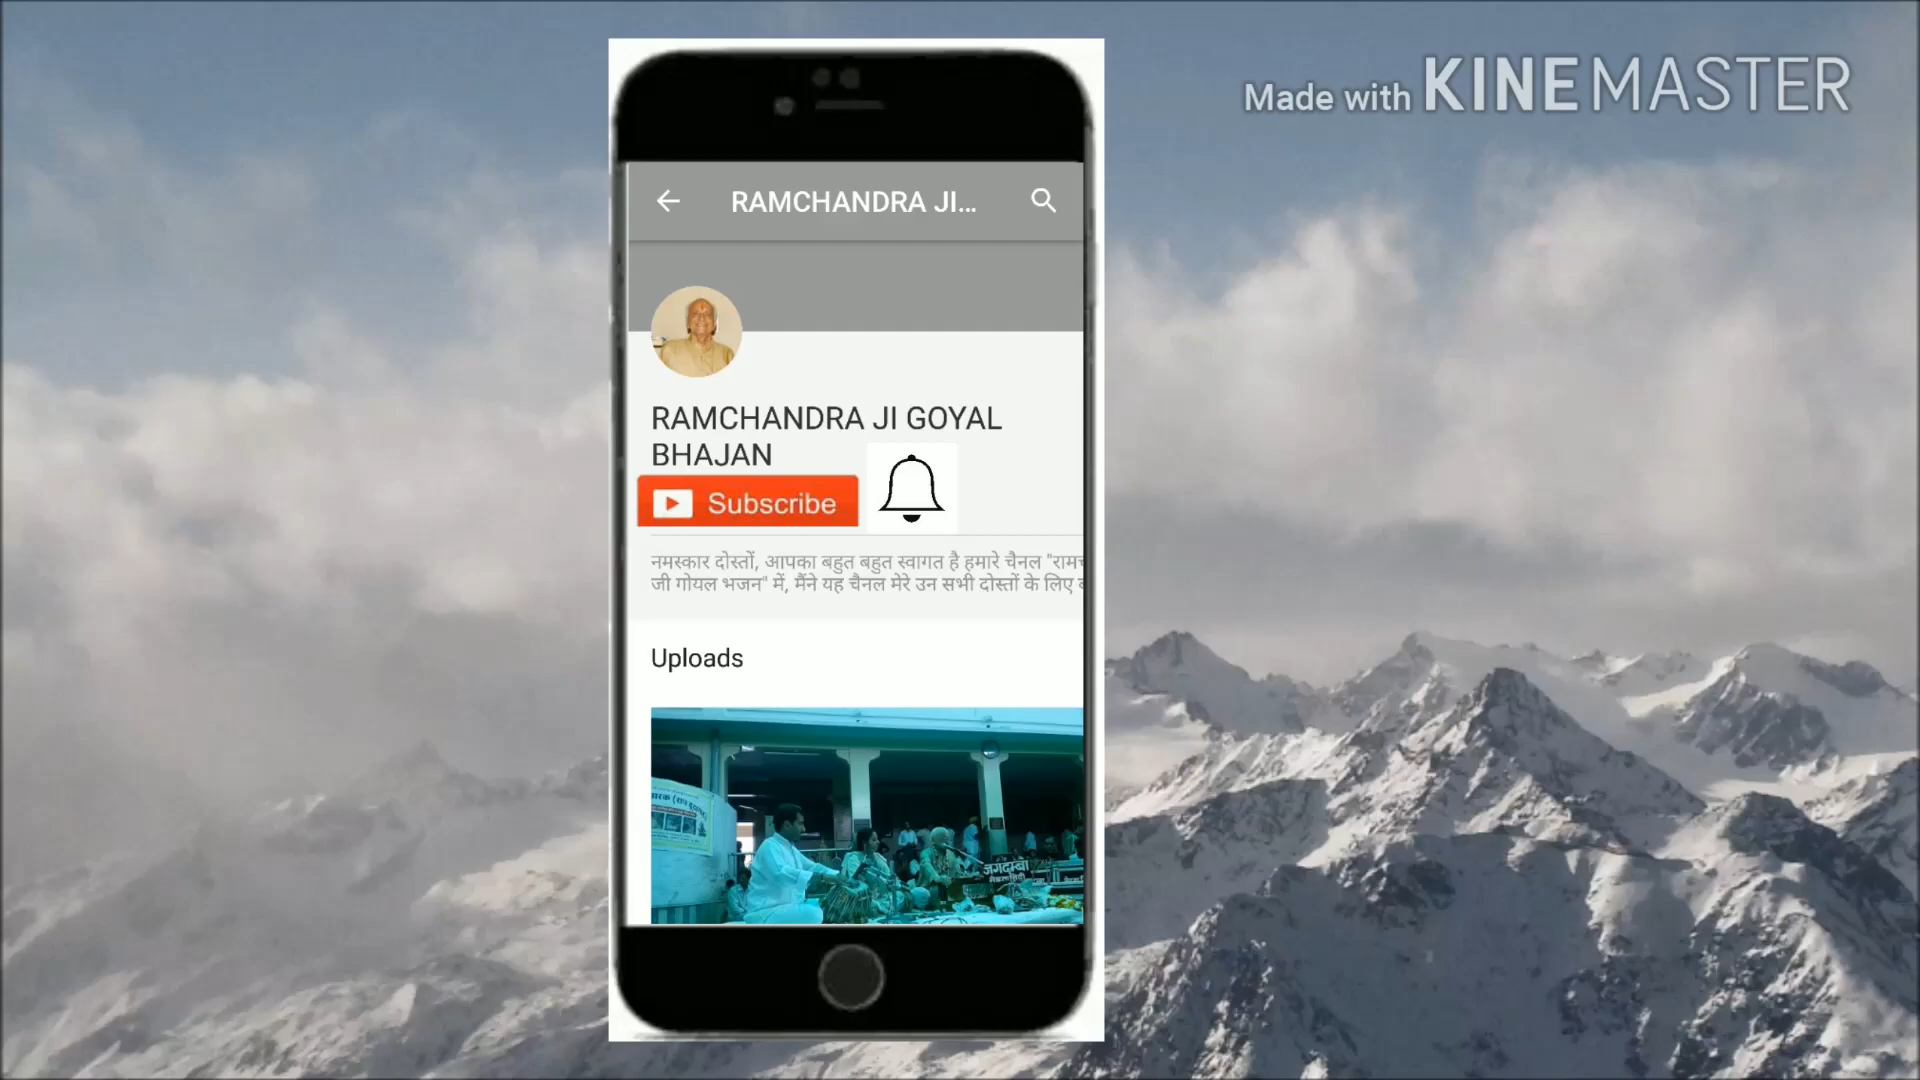 Made with KINEMASTER
RAMCHANDRA JI...
RAMCHANDRA JI GOYAL
BHAJAN
Subscribe
नमस्कार दोस्तों, आपका बहुत बहुत स्वागत है हमारे चैनल "राम
जी गोयल भजन" में, मैंने यह चैनल मेरे उन सभी दोस्तों के लिए
Uploads
जगदम्बा